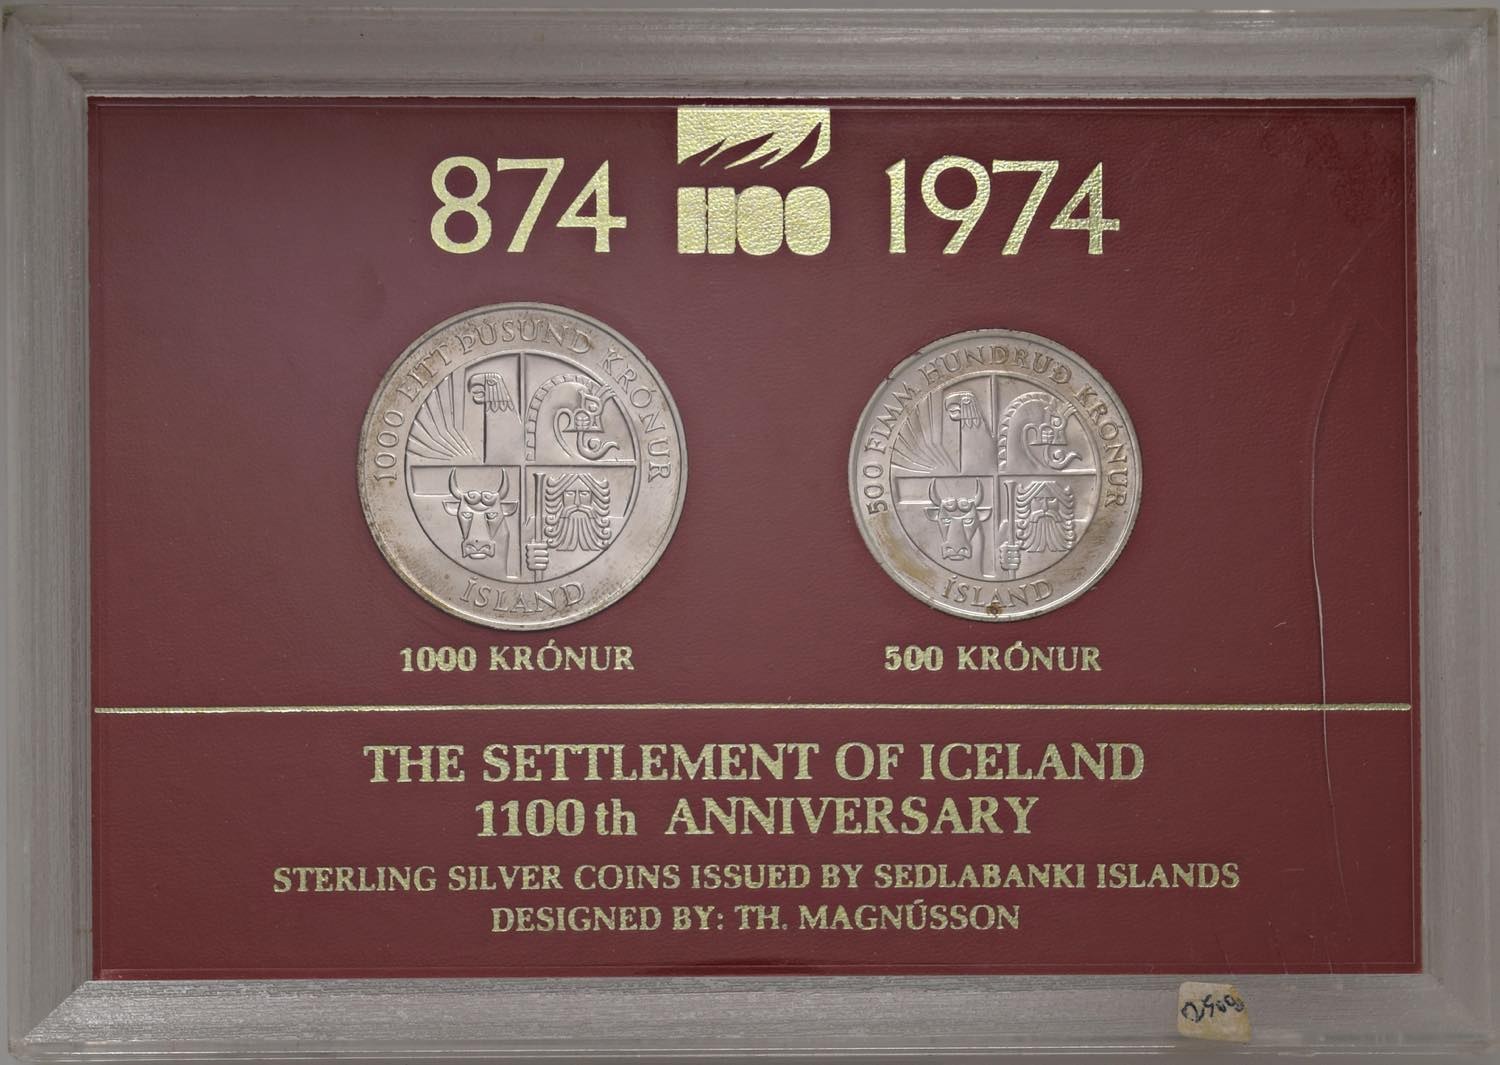 874 1100 1974
1000 EITT ÞÚSUND KRÓNUR
ÍSLAND
500 FIMM HUNDRUÐ KRÓNUR
ÍSLAND
1000 KRÓNUR
500 KRÓNUR
THE SETTLEMENT OF ICELAND
1100th ANNIVERSARY
STERLING SILVER COINS ISSUED BY SEDLABANKI ISLANDS
DESIGNED BY: TH. MAGNÚSSON